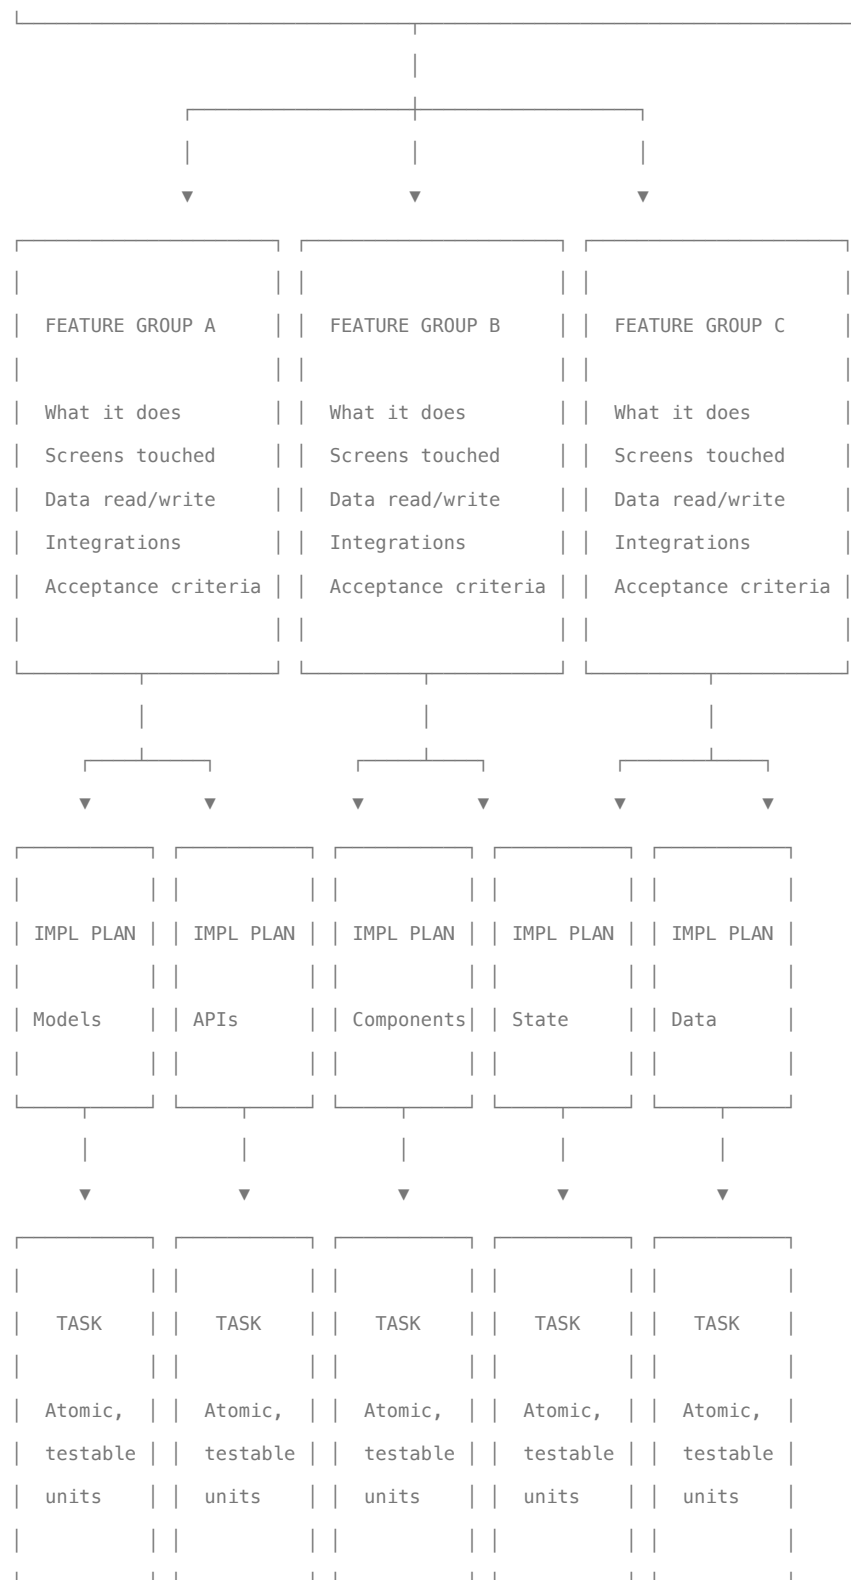 FEATURE GROUP A FEATURE GROUP B FEATURE GROUP C
What it does What it does What it does
Screens touched Screens touched Screens touched
Data read/write Data read/write Data read/write
Integrations Integrations Integrations
Acceptance criteria Acceptance criteria Acceptance criteria
IMPL PLAN IMPL PLAN IMPL PLAN IMPL PLAN IMPL PLAN
Models APIs Components State Data
TASK TASK TASK TASK TASK
Atomic, Atomic, Atomic, Atomic, Atomic,
testable testable testable testable testable
units units units units units